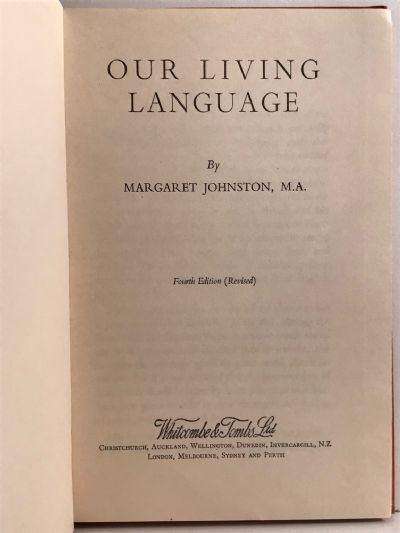 OUR LIVING
LANGUAGE
By
MARGARET JOHNSTON, M.A.
Fourth Edition (Revised)
Whitcombe & Tombs Ltd
CHRISTCHURCH, AUCKLAND, WELLINGTON, DUNEDIN, INVERCARGILL, N.Z.
LONDON, MELBOURNE, SYDNEY AND PERTH